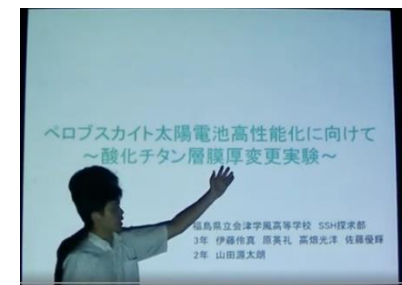 ペロブスカイト太陽電池高性能化に向けて
～酸化チタン層膜厚変更実験～
福島県立会津学鳳高等学校 SSH探求部
3年 伊藤伶真 原英礼 高畑光洋 佐藤優輝
2年 山田源太朗